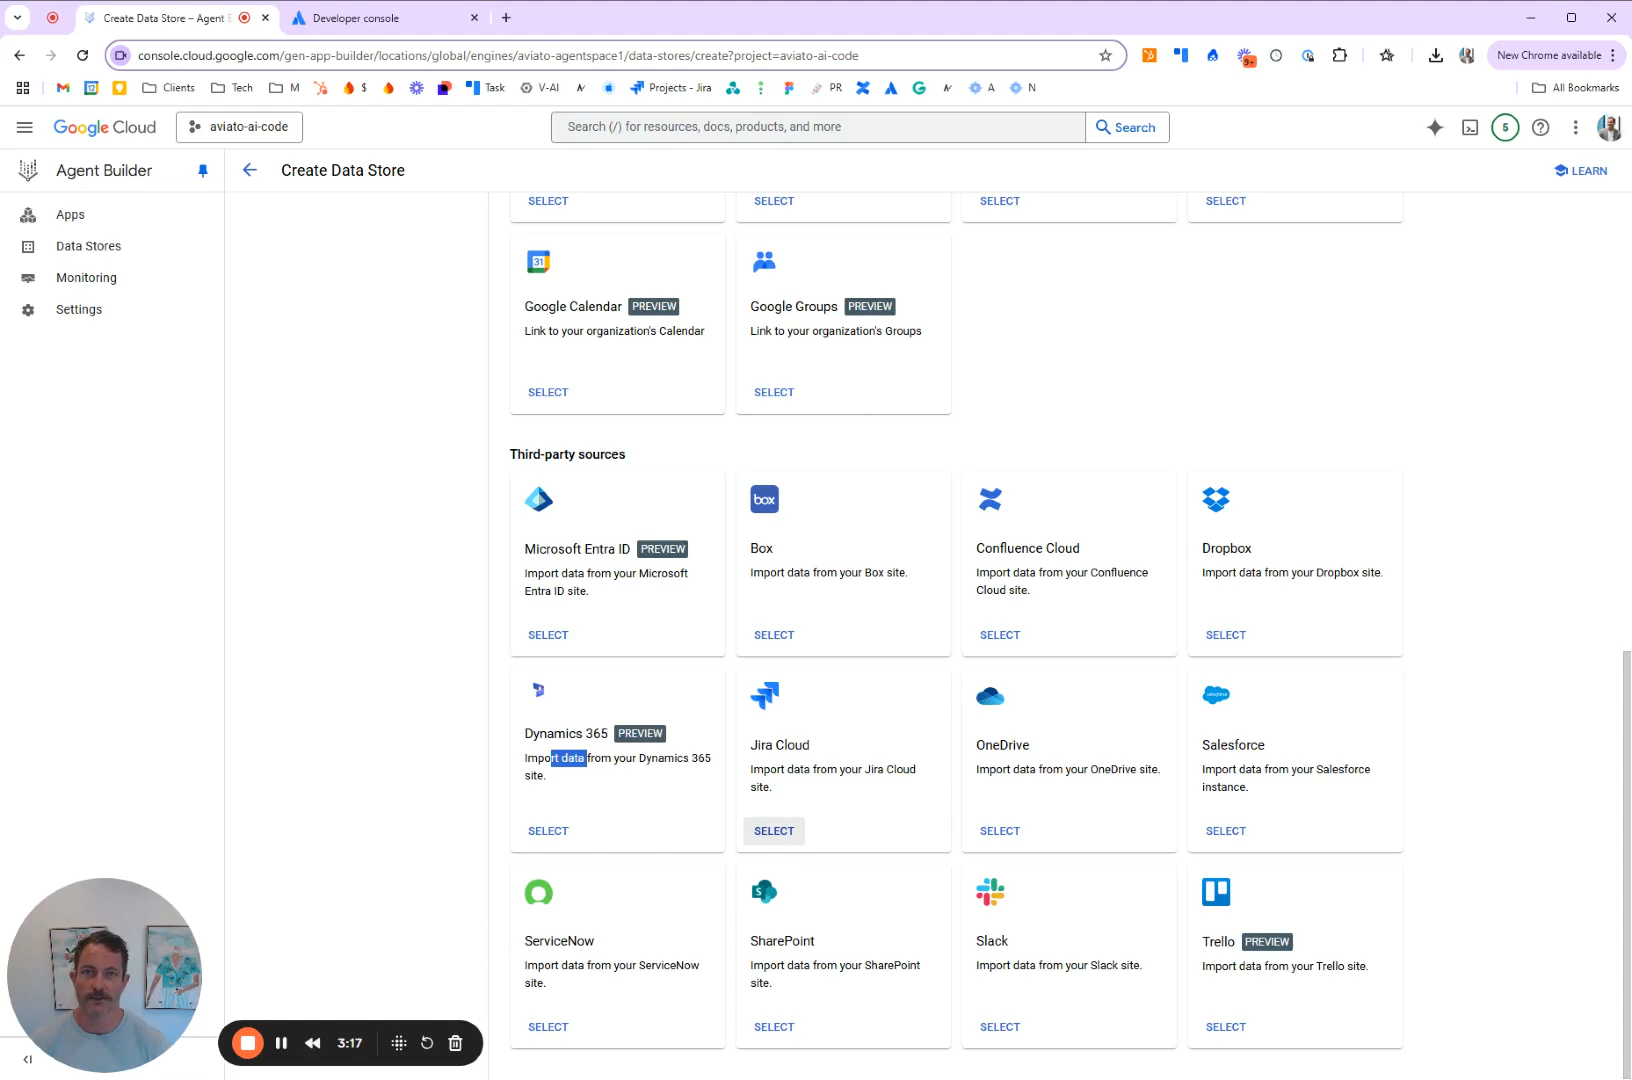 Create Data Store – Agent B
Developer console
console.cloud.google.com/gen-app-builder/locations/global/engines/aviato-agentspace1/data-stores/create?project=aviato-ai-code
9+
New Chrome available
31
12
Clients
Tech
M
$
Task
V-AI
Projects - Jira
PR
A
N
All Bookmarks
Google Cloud
aviato-ai-code
Search (/) for resources, docs, products, and more
Search
5
Agent Builder
Create Data Store
LEARN
Apps
Data Stores
Monitoring
Settings
SELECT
SELECT
SELECT
SELECT
Google Calendar PREVIEW
Link to your organization's Calendar
SELECT
Google Groups PREVIEW
Link to your organization's Groups
SELECT
Third-party sources
Microsoft Entra ID PREVIEW
Import data from your Microsoft
Entra ID site.
SELECT
box
Box
Import data from your Box site.
SELECT
Confluence Cloud
Import data from your Confluence
Cloud site.
SELECT
Dropbox
Import data from your Dropbox site.
SELECT
Dynamics 365 PREVIEW
Import data from your Dynamics 365
site.
SELECT
Jira Cloud
Import data from your Jira Cloud
site.
SELECT
OneDrive
Import data from your OneDrive site.
SELECT
salesforce
Salesforce
Import data from your Salesforce
instance.
SELECT
ServiceNow
Import data from your ServiceNow
site.
SELECT
S
SharePoint
Import data from your SharePoint
site.
SELECT
Slack
Import data from your Slack site.
SELECT
Trello PREVIEW
Import data from your Trello site.
SELECT
3:17